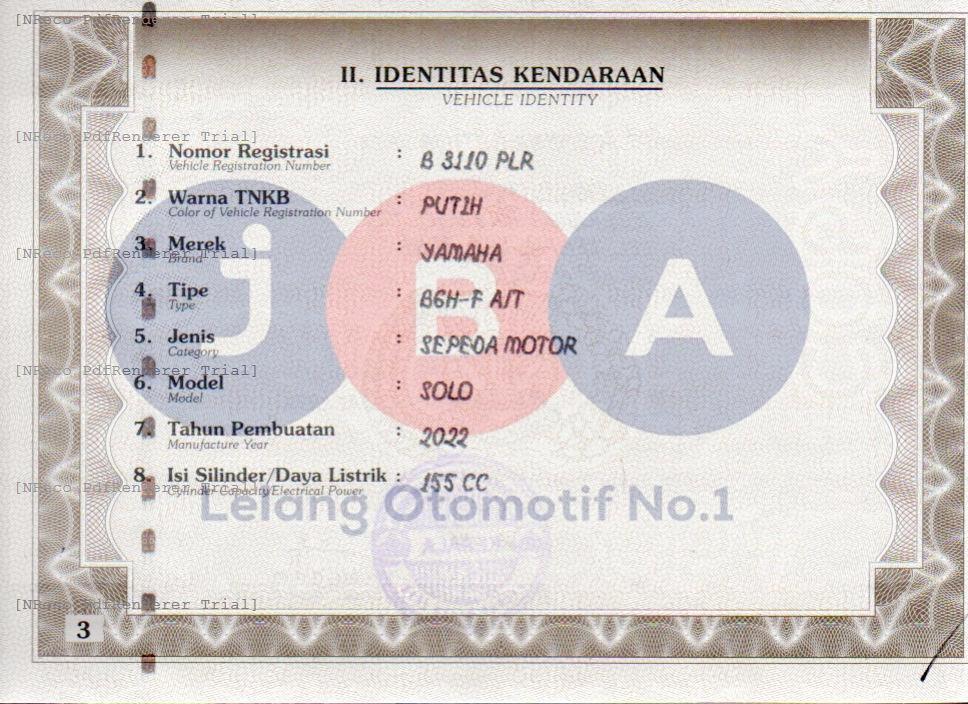 [NReco PdfRenderer Trial]
II. IDENTITAS KENDARAAN
VEHICLE IDENTITY
[NReco PdfRenderer Trial]
1. Nomor Registrasi : B 3110 PLR
Vehicle Registration Number
2. Warna TNKB : PUTIH
Color of Vehicle Registration Number
3. Merek : YAMAHA
[NReco PdfRenderer Trial]
Brand
4. Tipe : B6H-F A/T
Type
jBA
5. Jenis : SEPEDA MOTOR
Category
[NReco PdfRenderer Trial]
6. Model : SOLO
Model
7. Tahun Pembuatan : 2022
Manufacture Year
8. Isi Silinder/Daya Listrik : 155 CC
[NReco PdfRenderer Trial]
Cylinder Capacity/Electrical Power
Lelang Otomotif No.1
[NReco PdfRenderer Trial]
3